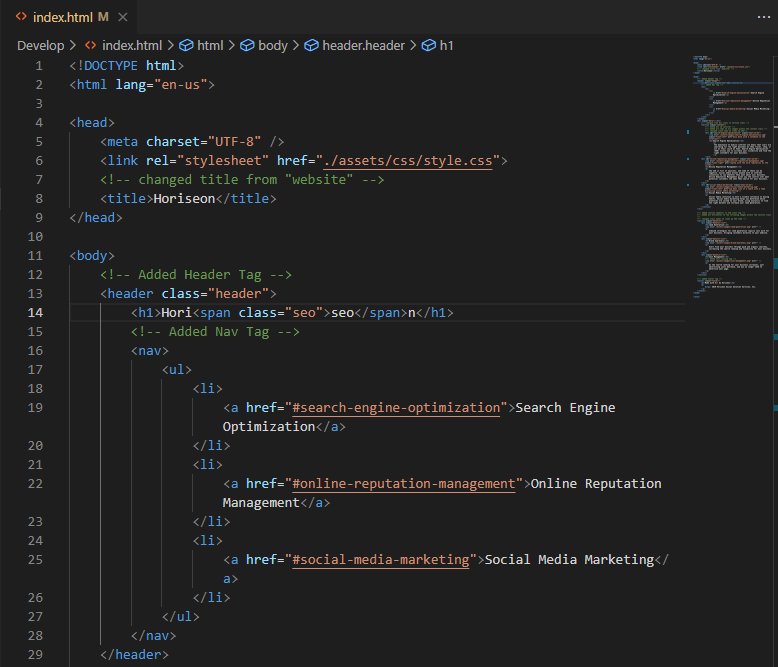 index.html M
Develop > index.html > html > body > header.header > h1
1 <!DOCTYPE html>
2 <html lang="en-us">
3
4 <head>
5 <meta charset="UTF-8" />
6 <link rel="stylesheet" href="./assets/css/style.css">
7 <!-- changed title from "website" -->
8 <title>Horiseon</title>
9 </head>
10
11 <body>
12 <!-- Added Header Tag -->
13 <header class="header">
14 <h1>Hori<span class="seo">seo</span>n</h1>
15 <!-- Added Nav Tag -->
16 <nav>
17 <ul>
18 <li>
19 <a href="#search-engine-optimization">Search Engine
Optimization</a>
20 </li>
21 <li>
22 <a href="#online-reputation-management">Online Reputation
Management</a>
23 </li>
24 <li>
25 <a href="#social-media-marketing">Social Media Marketing</
a>
26 </li>
27 </ul>
28 </nav>
29 </header>